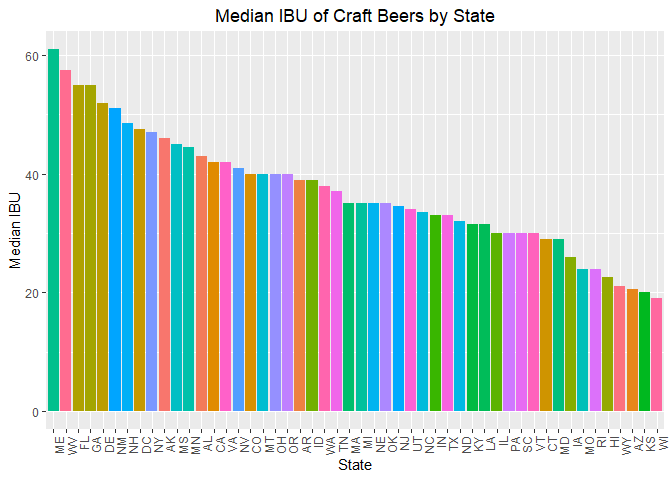 Median IBU of Craft Beers by State
Median IBU
60
40
20
0
ME WV FL GA DE NM NH DC NY AK MS MN AL CA VA NV CO MT OH OR AR ID WA TN MA MI NE OK NJ UT NC IN TX ND KY LA IL PA SC VT CT MD IA MO RI HI WY AZ KS WI
State